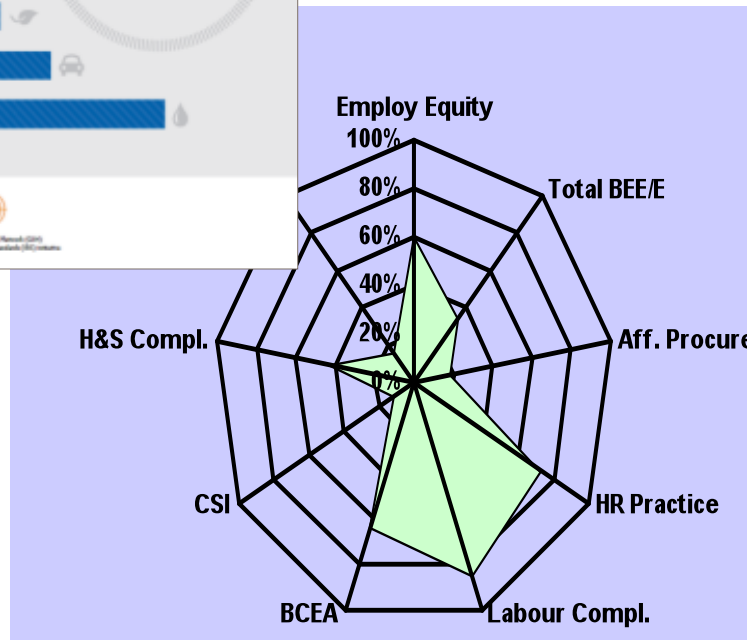 Employ Equity
100%
80%
60%
40%
20%
0%
Total BEE/E
Aff. Procure
HR Practice
Labour Compl.
BCEA
CSI
H&S Compl.